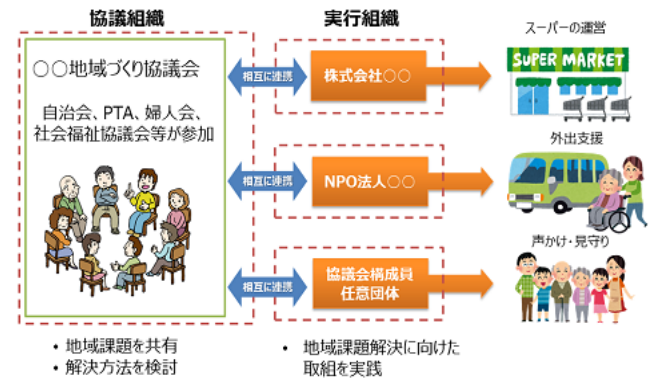 協議組織
○○地域づくり協議会
自治会、PTA、婦人会、
社会福祉協議会等が参加
・地域課題を共有
・解決方法を検討
実行組織
相互に連携
株式会社○○
相互に連携
NPO法人○○
相互に連携
協議会構成員
任意団体
・地域課題解決に向けた
取組を実践
スーパーの運営
SUPER MARKET
外出支援
声かけ・見守り